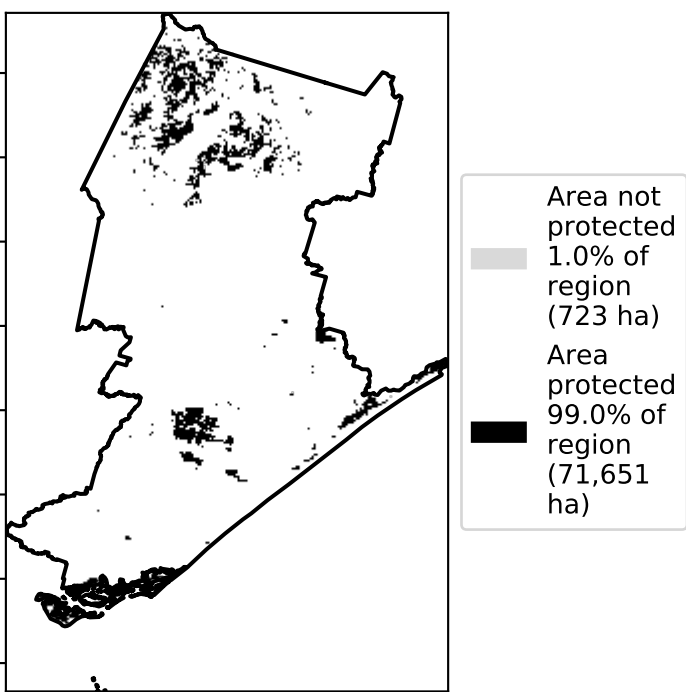 Area not
protected
1.0% of
region
(723 ha)
Area
protected
99.0% of
region
(71,651
ha)